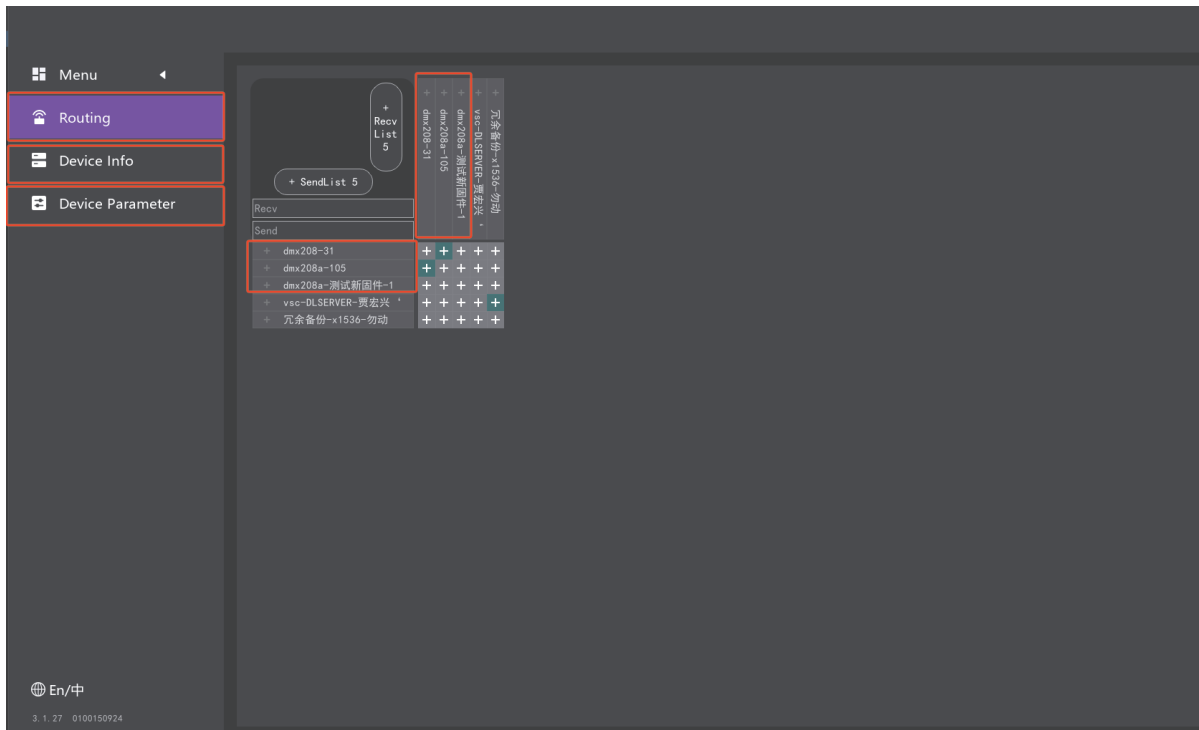 Menu
Routing
Device Info
Device Parameter
+
Recv
List
5
+ SendList 5
Recv
Send
+ dmx208-31
+ dmx208a-105
+ dmx208a-测试新固件-1
+ vsc-DLSERVER-贾宏兴 '
+ 冗余备份-x1536-勿动
+ dmx208-31
+ dmx208a-105
+ dmx208a-测试新固件-1
+ vsc-DLSERVER-贾宏兴 '
+ 冗余备份-x1536-勿动
+ + + + +
+ + + + +
+ + + + +
+ + + + +
+ + + + +
En/中
3.1.27 0100150924